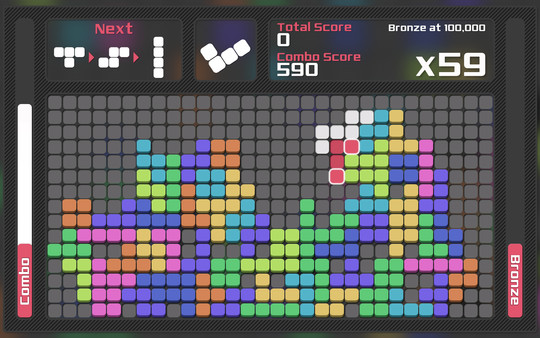 Next
Total Score
0
Bronze at 100,000
Combo Score
590
x59
Combo
Bronze